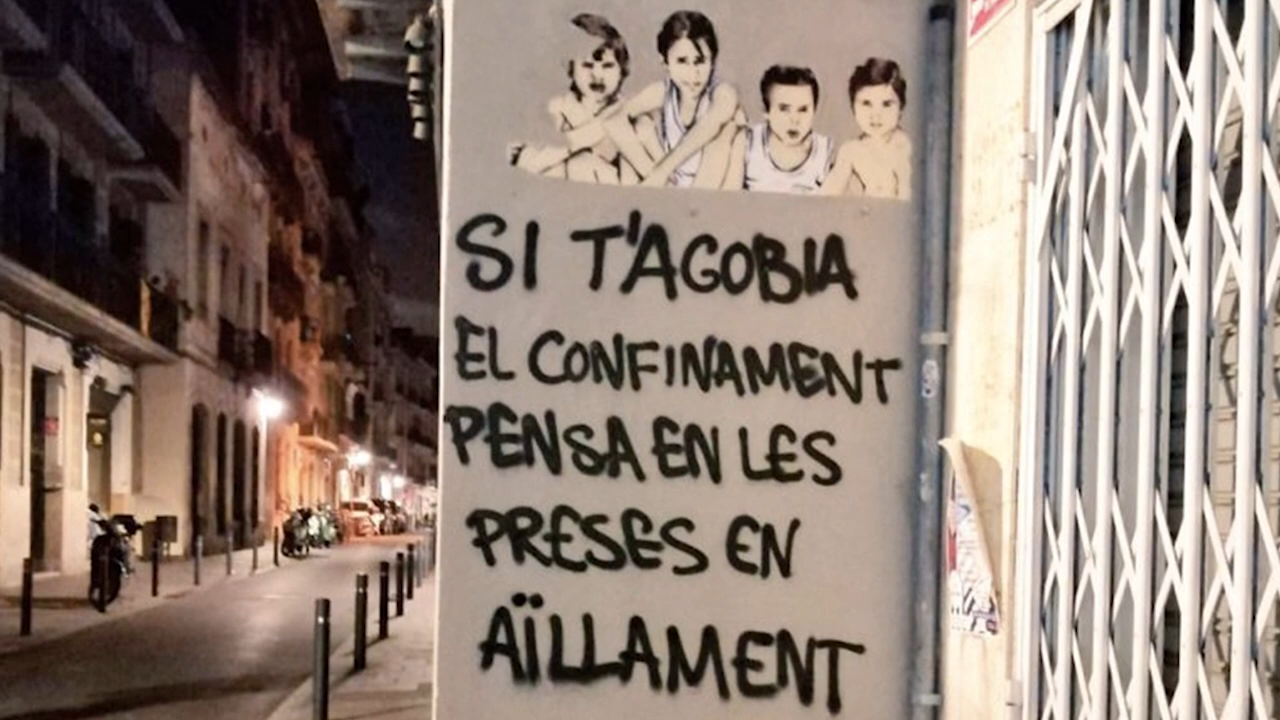 SI T'AGOBIA
EL CONFINAMENT
PENSA EN LES
PRESES EN
AÏLLAMENT